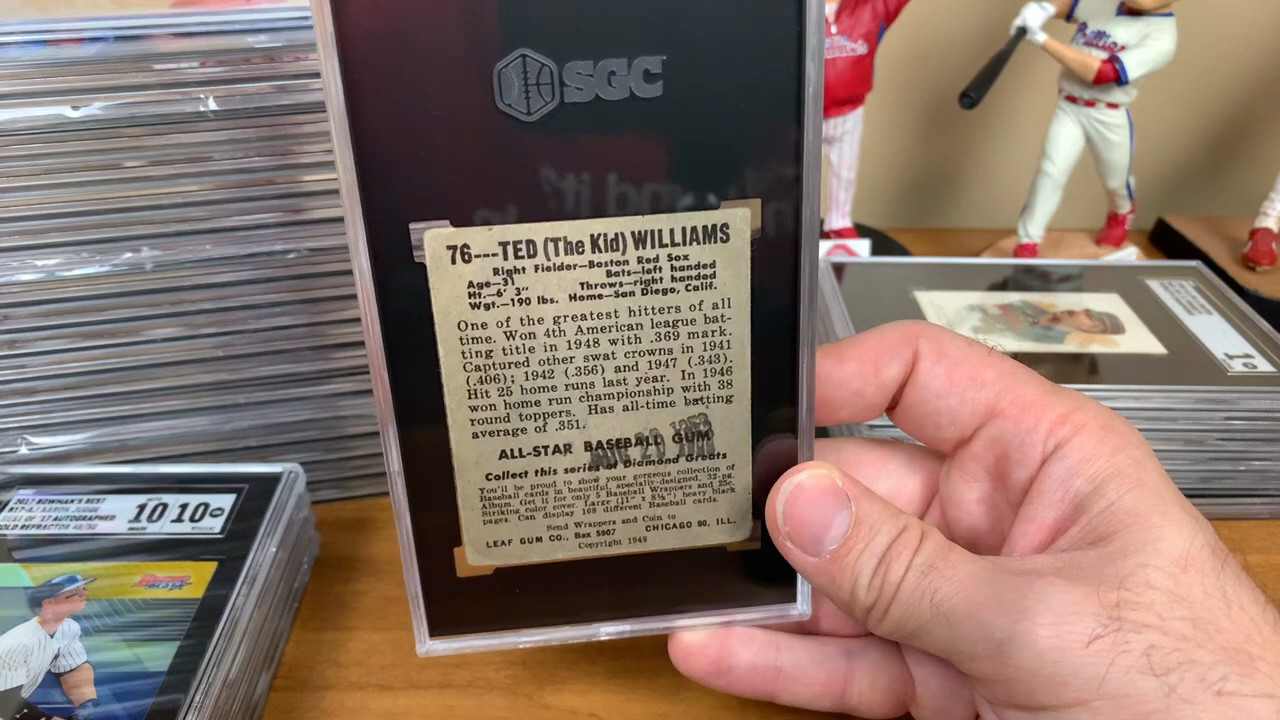 SGC
76---TED (The Kid) WILLIAMS
Right Fielder—Boston Red Sox
Age—31 Bats—left handed
Ht.—6' 3" Throws—right handed
Wgt.—190 lbs. Home—San Diego, Calif.
One of the greatest hitters of all
time. Won 4th American league bat-
ting title in 1948 with .369 mark.
Captured other swat crowns in 1941
(.406); 1942 (.356) and 1947 (.343).
Hit 25 home runs last year. In 1946
won home run championship with 38
round toppers. Has all-time batting
average of .351.
ALL-STAR BASEBALL GUM
Collect this series of Diamond Greats
You'll be proud to show your gorgeous collection of
Baseball cards in beautiful, specially-designed, 32-pg.
Album. Get it for only 5 Baseball Wrappers and 25c.
Striking color cover. Large (11" x 8½") heavy black
pages. Can display 168 different Baseball cards.
Send Wrappers and Coin to
LEAF GUM CO., Box 5907 CHICAGO 80, ILL.
Copyright 1948
Phillies
2017 BOWMAN'S BEST
AARON JUDGE
BEST OF '17 AUTOGRAPHED
GOLD REFRACTOR
10 10
1